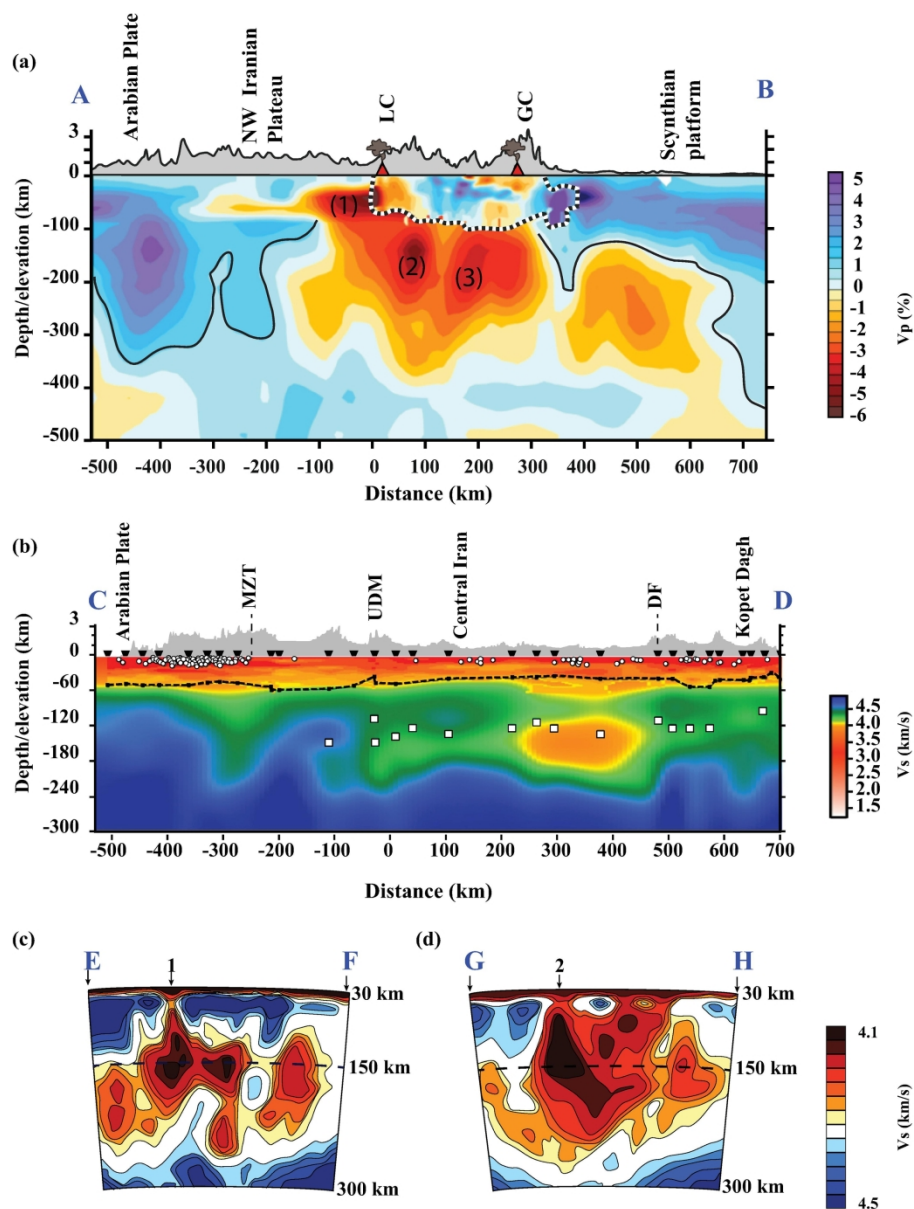 (a)
A
Arabian Plate
NW Iranian
Plateau
LC
GC
Scynthian
platform
B
3
0
-100
-200
-300
-400
-500
Depth/elevation (km)
(1)
(2)
(3)
5
4
3
2
1
0
-1
-2
-3
-4
-5
-6
Vp (%)
-500 -400 -300 -200 -100 0 100 200 300 400 500 600 700
Distance (km)
(b)
C
Arabian Plate
MZT
UDM
Central Iran
DF
Kopet Dagh
D
3
0
-60
-120
-180
-240
-300
Depth/elevation (km)
4.5
4.0
3.5
3.0
2.5
2.0
1.5
Vs (km/s)
-500 -400 -300 -200 -100 0 100 200 300 400 500 600 700
Distance (km)
(c)
E
1
F
30 km
150 km
300 km
(d)
G
2
H
30 km
150 km
300 km
4.1
4.5
Vs (km/s)